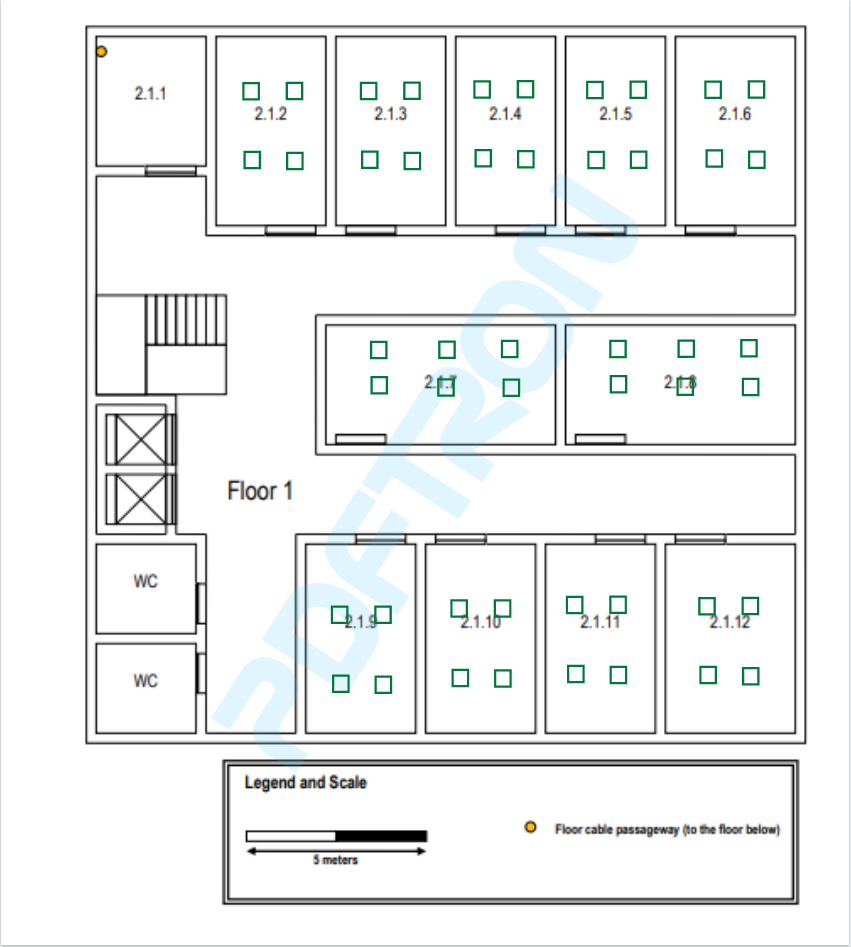 2.1.1
2.1.2
2.1.3
2.1.4
2.1.5
2.1.6
2.1.7
2.1.8
Floor 1
WC
2.1.9
2.1.10
2.1.11
2.1.12
WC
PDFTRON
Legend and Scale
Floor cable passageway (to the floor below)
5 meters